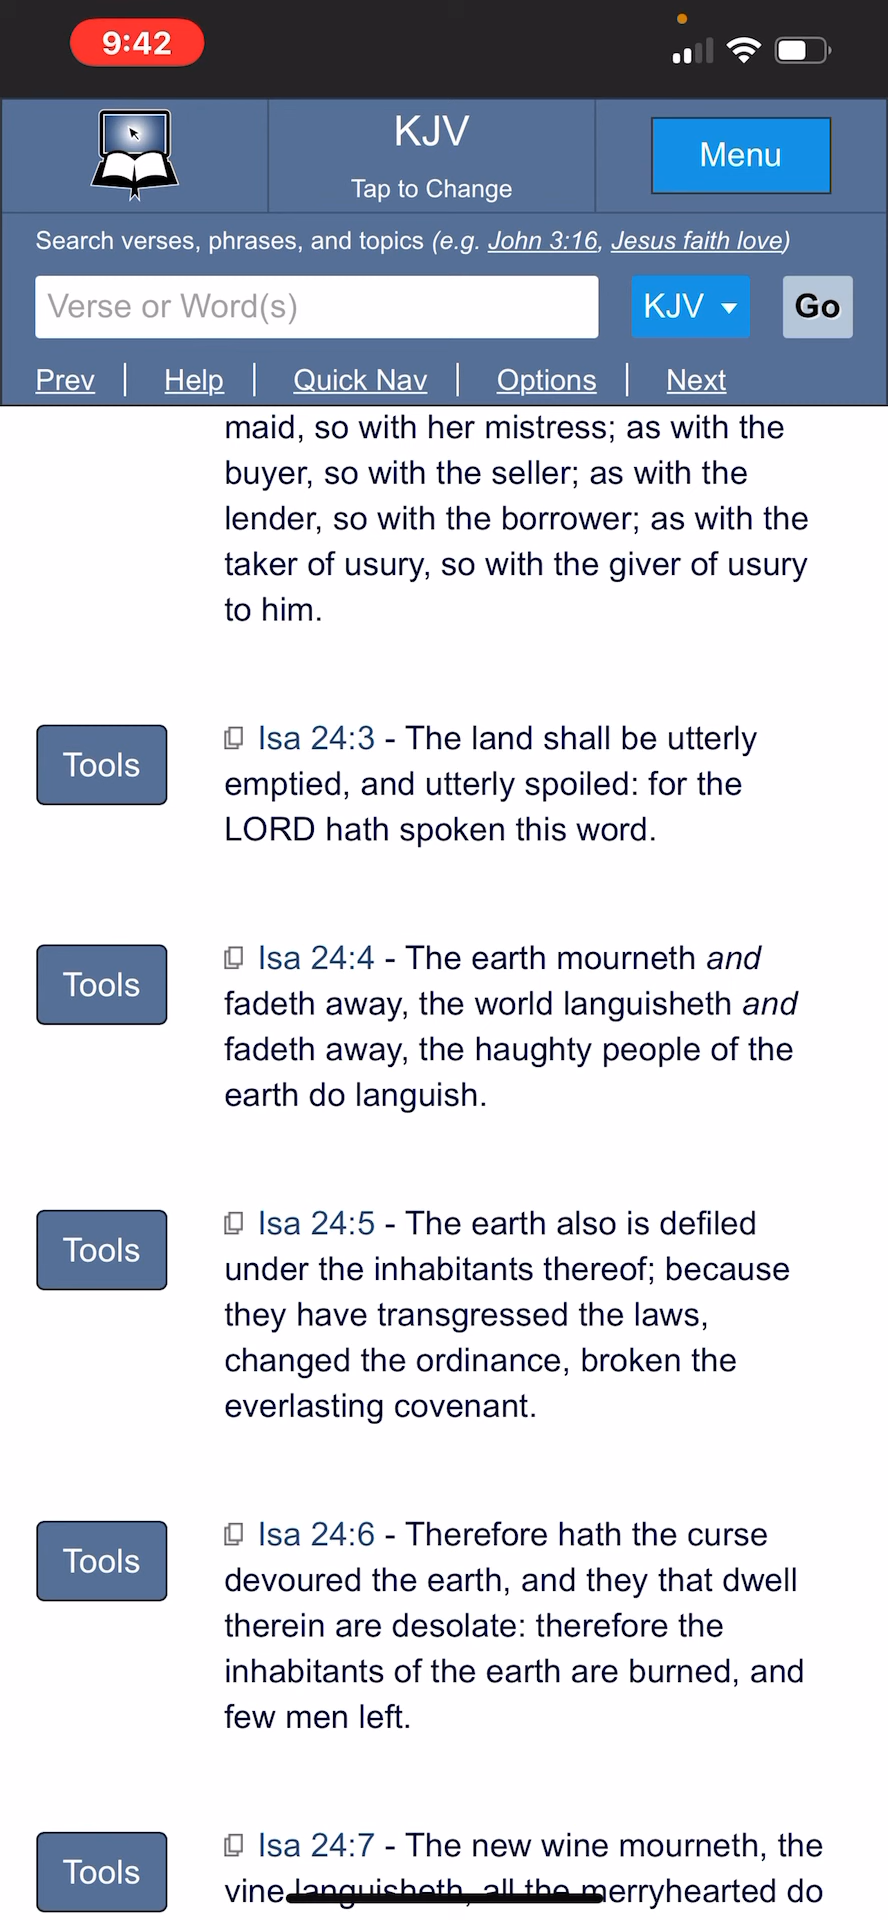 9:42
KJV
Tap to Change
Menu
Search verses, phrases, and topics (e.g. John 3:16, Jesus faith love)
Verse or Word(s)
KJV
Go
Prev | Help | Quick Nav | Options | Next
maid, so with her mistress; as with the
buyer, so with the seller; as with the
lender, so with the borrower; as with the
taker of usury, so with the giver of usury
to him.
Tools
Isa 24:3 - The land shall be utterly
emptied, and utterly spoiled: for the
LORD hath spoken this word.
Tools
Isa 24:4 - The earth mourneth and
fadeth away, the world languisheth and
fadeth away, the haughty people of the
earth do languish.
Tools
Isa 24:5 - The earth also is defiled
under the inhabitants thereof; because
they have transgressed the laws,
changed the ordinance, broken the
everlasting covenant.
Tools
Isa 24:6 - Therefore hath the curse
devoured the earth, and they that dwell
therein are desolate: therefore the
inhabitants of the earth are burned, and
few men left.
Tools
Isa 24:7 - The new wine mourneth, the
vine languisheth, all the merryhearted do